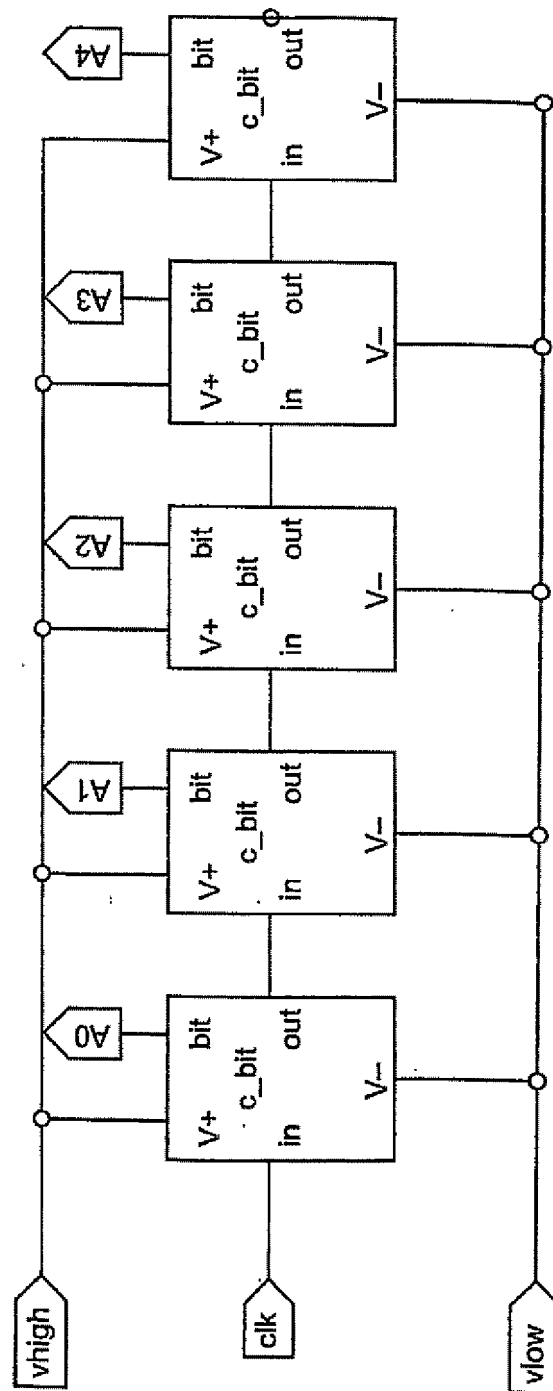 vhigh
clk
vlow
A0
V+
bit
c_bit
in
out
V−
A1
V+
bit
c_bit
in
out
V−
A2
V+
bit
c_bit
in
out
V−
A3
V+
bit
c_bit
in
out
V−
A4
V+
bit
c_bit
in
out
V−